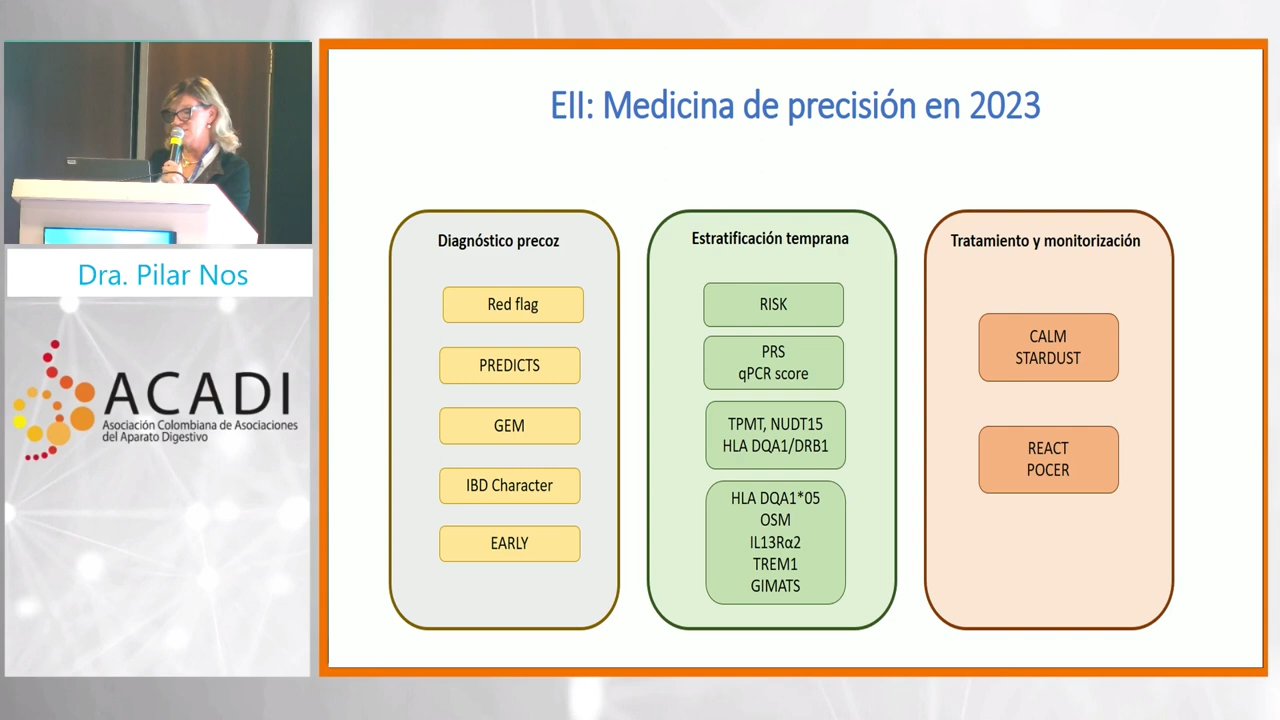 EII: Medicina de precisión en 2023
Dra. Pilar Nos
ACADI
Asociación Colombiana de Asociaciones
del Aparato Digestivo
Diagnóstico precoz
Red flag
PREDICTS
GEM
IBD Character
EARLY
Estratificación temprana
RISK
PRS
qPCR score
TPMT, NUDT15
HLA DQA1/DRB1
HLA DQA1*05
OSM
IL13Rα2
TREM1
GIMATS
Tratamiento y monitorización
CALM
STARDUST
REACT
POCER